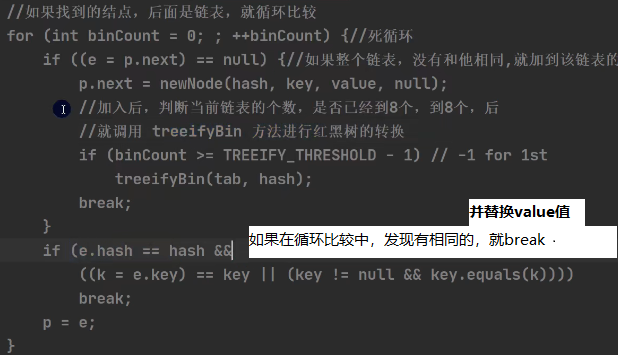 //如果找到的结点，后面是链表，就循环比较
for (int binCount = 0; ; ++binCount) {//死循环
if ((e = p.next) == null) {//如果整个链表，没有和他相同,就加到该链表的
p.next = newNode(hash, key, value, null);
//加入后，判断当前链表的个数，是否已经到8个，到8个，后
//就调用 treeifyBin 方法进行红黑树的转换
if (binCount >= TREEIFY_THRESHOLD - 1) // -1 for 1st
treeifyBin(tab, hash);
break;
}
并替换value值
if (e.hash == hash &&
如果在循环比较中，发现有相同的，就break
((k = e.key) == key || (key != null && key.equals(k))))
break;
p = e;
}